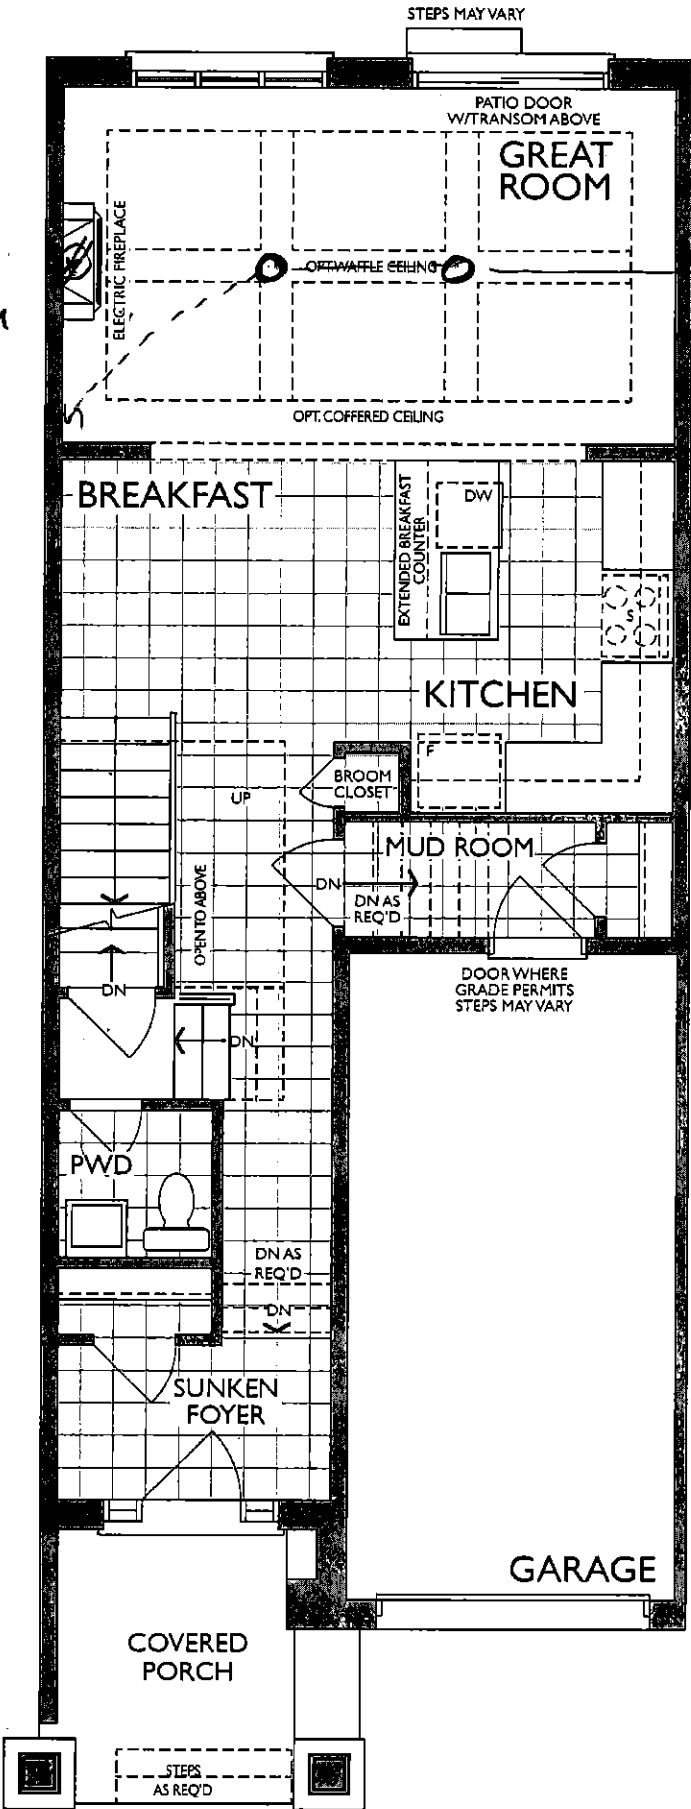 STEPS MAY VARY
PATIO DOOR
W/TRANSOM ABOVE
GREAT
ROOM
ELECTRIC FIREPLACE
OPT. WAFFLE CEILING
OPT. COFFERED CEILING
BREAKFAST
EXTENDED BREAKFAST
COUNTER
DW
S
KITCHEN
F
BROOM
CLOSET
UP
MUD ROOM
OPEN TO ABOVE
DN
DN AS
REQ'D
DN
DOOR WHERE
GRADE PERMITS
STEPS MAY VARY
DN
PWD
DN AS
REQ'D
DN
SUNKEN
FOYER
GARAGE
COVERED
PORCH
STEPS
AS REQ'D